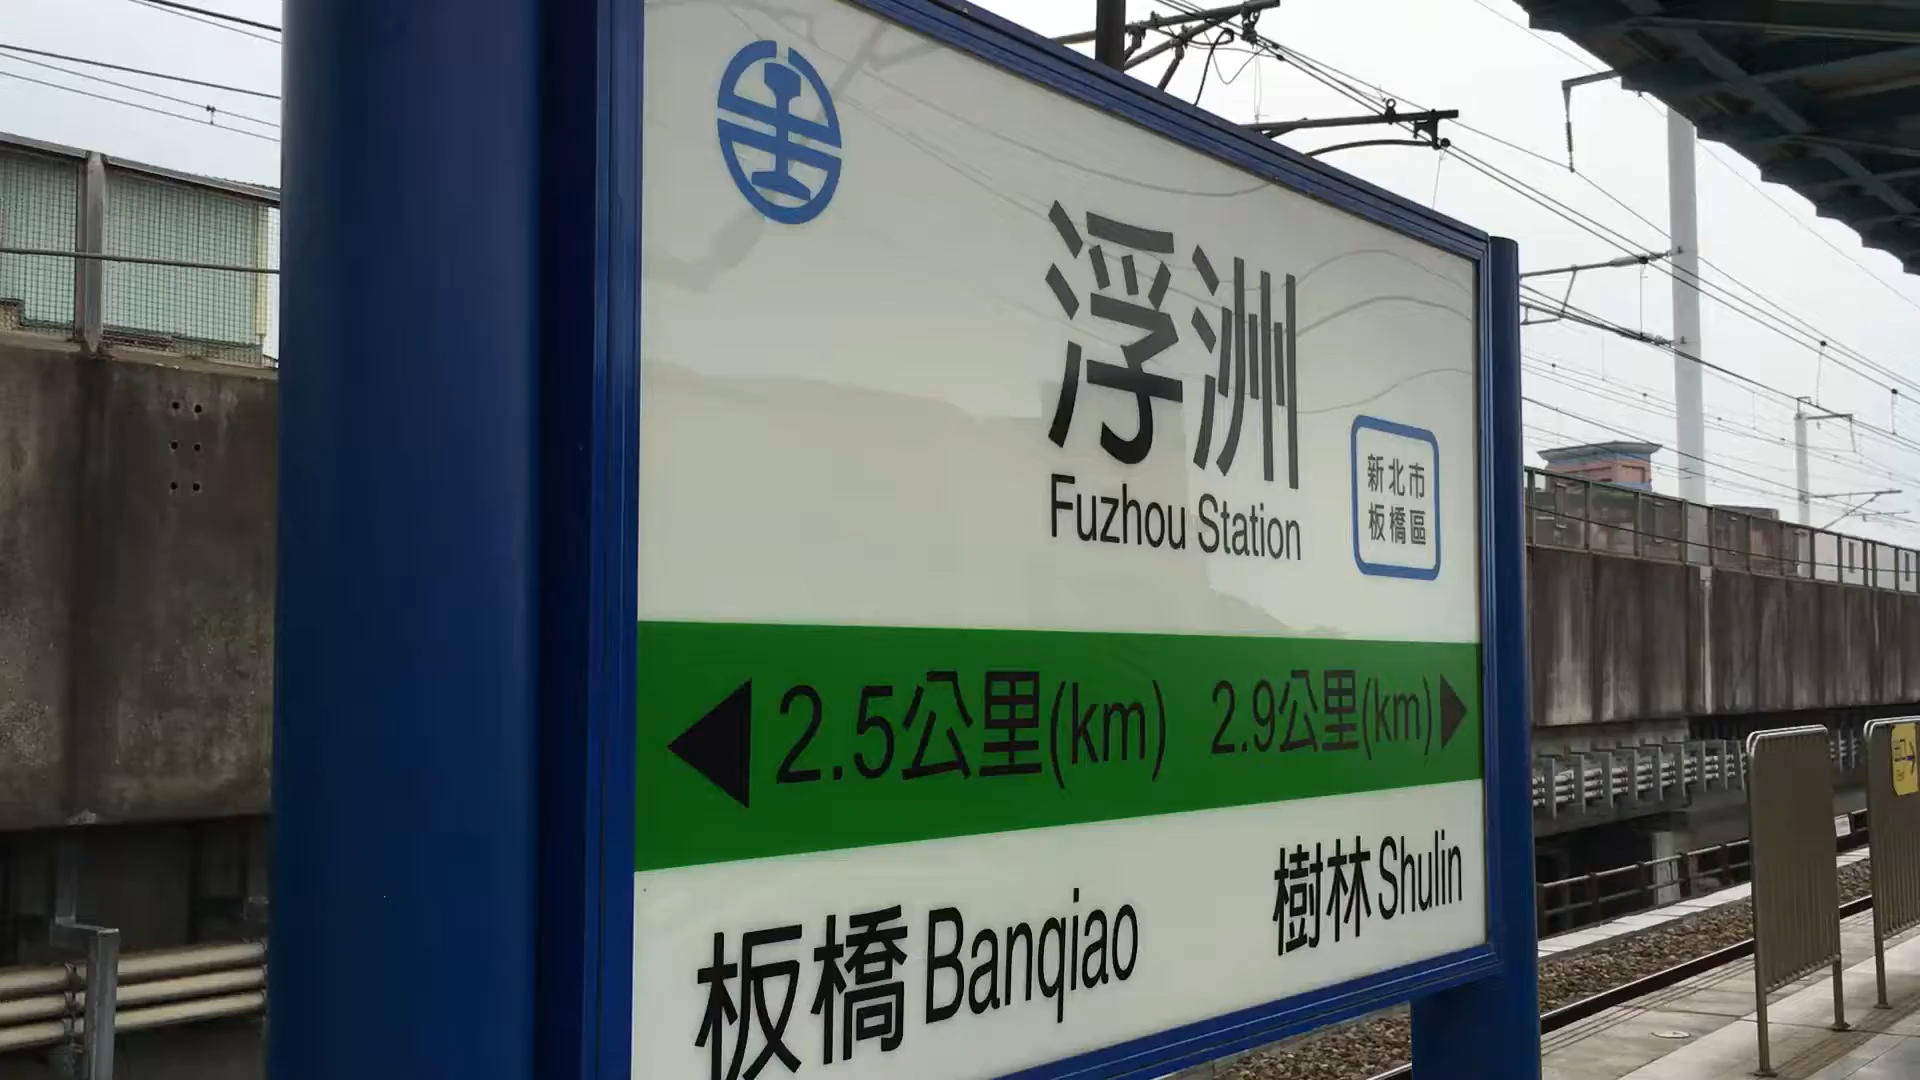 浮洲
Fuzhou Station
新北市
板橋區
2.5公里(km) 2.9公里(km)
板橋 Banqiao
樹林 Shulin